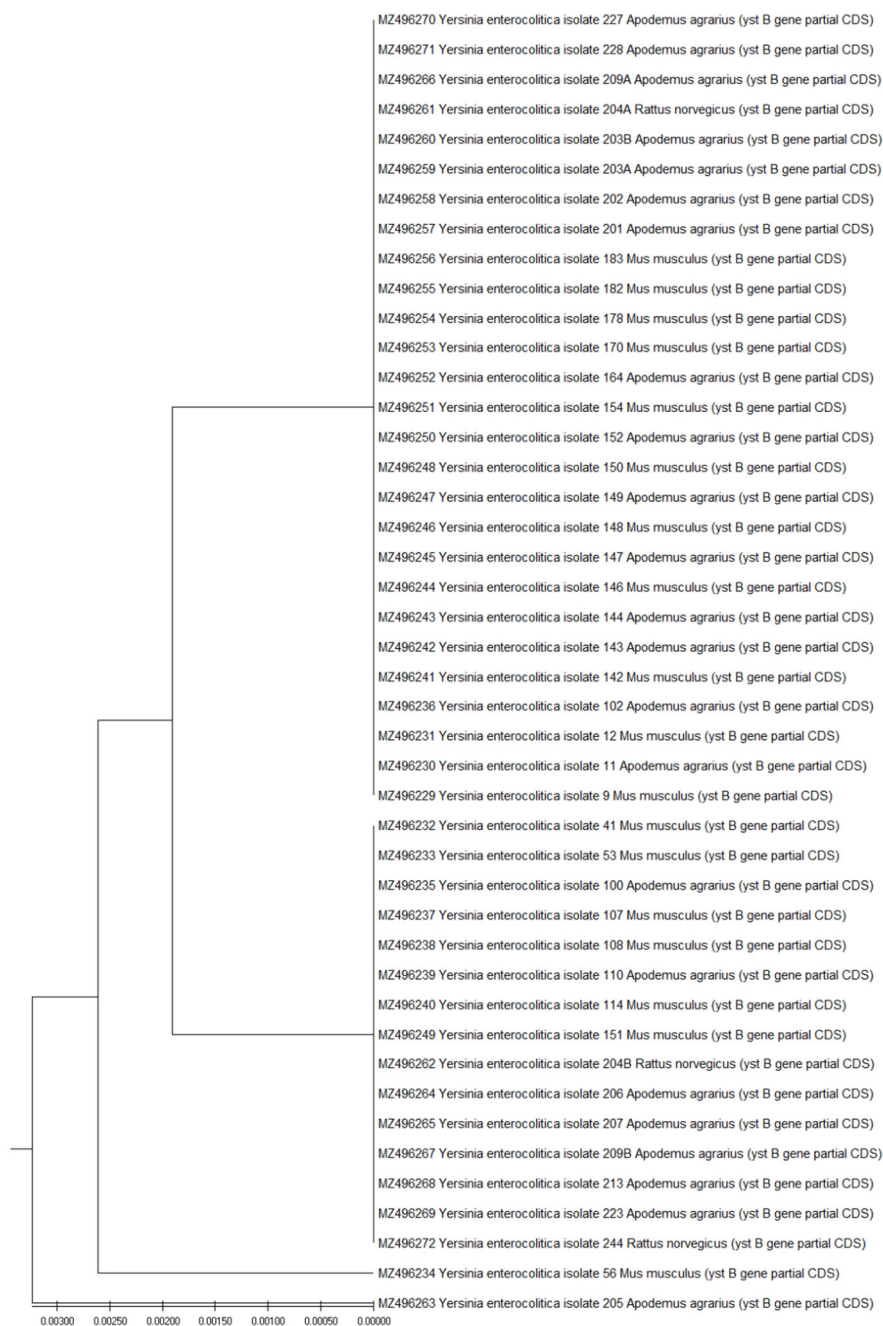 MZ496270 Yersinia enterocolitica isolate 227 Apodemus agrarius (yst B gene partial CDS)
MZ496271 Yersinia enterocolitica isolate 228 Apodemus agrarius (yst B gene partial CDS)
MZ496266 Yersinia enterocolitica isolate 209A Apodemus agrarius (yst B gene partial CDS)
MZ496261 Yersinia enterocolitica isolate 204A Rattus norvegicus (yst B gene partial CDS)
MZ496260 Yersinia enterocolitica isolate 203B Apodemus agrarius (yst B gene partial CDS)
MZ496259 Yersinia enterocolitica isolate 203A Apodemus agrarius (yst B gene partial CDS)
MZ496258 Yersinia enterocolitica isolate 202 Apodemus agrarius (yst B gene partial CDS)
MZ496257 Yersinia enterocolitica isolate 201 Apodemus agrarius (yst B gene partial CDS)
MZ496256 Yersinia enterocolitica isolate 183 Mus musculus (yst B gene partial CDS)
MZ496255 Yersinia enterocolitica isolate 182 Mus musculus (yst B gene partial CDS)
MZ496254 Yersinia enterocolitica isolate 178 Mus musculus (yst B gene partial CDS)
MZ496253 Yersinia enterocolitica isolate 170 Mus musculus (yst B gene partial CDS)
MZ496252 Yersinia enterocolitica isolate 164 Apodemus agrarius (yst B gene partial CDS)
MZ496251 Yersinia enterocolitica isolate 154 Mus musculus (yst B gene partial CDS)
MZ496250 Yersinia enterocolitica isolate 152 Apodemus agrarius (yst B gene partial CDS)
MZ496248 Yersinia enterocolitica isolate 150 Mus musculus (yst B gene partial CDS)
MZ496247 Yersinia enterocolitica isolate 149 Apodemus agrarius (yst B gene partial CDS)
MZ496246 Yersinia enterocolitica isolate 148 Mus musculus (yst B gene partial CDS)
MZ496245 Yersinia enterocolitica isolate 147 Apodemus agrarius (yst B gene partial CDS)
MZ496244 Yersinia enterocolitica isolate 146 Mus musculus (yst B gene partial CDS)
MZ496243 Yersinia enterocolitica isolate 144 Apodemus agrarius (yst B gene partial CDS)
MZ496242 Yersinia enterocolitica isolate 143 Apodemus agrarius (yst B gene partial CDS)
MZ496241 Yersinia enterocolitica isolate 142 Mus musculus (yst B gene partial CDS)
MZ496236 Yersinia enterocolitica isolate 102 Apodemus agrarius (yst B gene partial CDS)
MZ496231 Yersinia enterocolitica isolate 12 Mus musculus (yst B gene partial CDS)
MZ496230 Yersinia enterocolitica isolate 11 Apodemus agrarius (yst B gene partial CDS)
MZ496229 Yersinia enterocolitica isolate 9 Mus musculus (yst B gene partial CDS)
MZ496232 Yersinia enterocolitica isolate 41 Mus musculus (yst B gene partial CDS)
MZ496233 Yersinia enterocolitica isolate 53 Mus musculus (yst B gene partial CDS)
MZ496235 Yersinia enterocolitica isolate 100 Apodemus agrarius (yst B gene partial CDS)
MZ496237 Yersinia enterocolitica isolate 107 Mus musculus (yst B gene partial CDS)
MZ496238 Yersinia enterocolitica isolate 108 Mus musculus (yst B gene partial CDS)
MZ496239 Yersinia enterocolitica isolate 110 Apodemus agrarius (yst B gene partial CDS)
MZ496240 Yersinia enterocolitica isolate 114 Mus musculus (yst B gene partial CDS)
MZ496249 Yersinia enterocolitica isolate 151 Mus musculus (yst B gene partial CDS)
MZ496262 Yersinia enterocolitica isolate 204B Rattus norvegicus (yst B gene partial CDS)
MZ496264 Yersinia enterocolitica isolate 206 Apodemus agrarius (yst B gene partial CDS)
MZ496265 Yersinia enterocolitica isolate 207 Apodemus agrarius (yst B gene partial CDS)
MZ496267 Yersinia enterocolitica isolate 209B Apodemus agrarius (yst B gene partial CDS)
MZ496268 Yersinia enterocolitica isolate 213 Apodemus agrarius (yst B gene partial CDS)
MZ496269 Yersinia enterocolitica isolate 223 Apodemus agrarius (yst B gene partial CDS)
MZ496272 Yersinia enterocolitica isolate 244 Rattus norvegicus (yst B gene partial CDS)
MZ496234 Yersinia enterocolitica isolate 56 Mus musculus (yst B gene partial CDS)
MZ496263 Yersinia enterocolitica isolate 205 Apodemus agrarius (yst B gene partial CDS)
0.00300 0.00250 0.00200 0.00150 0.00100 0.00050 0.00000